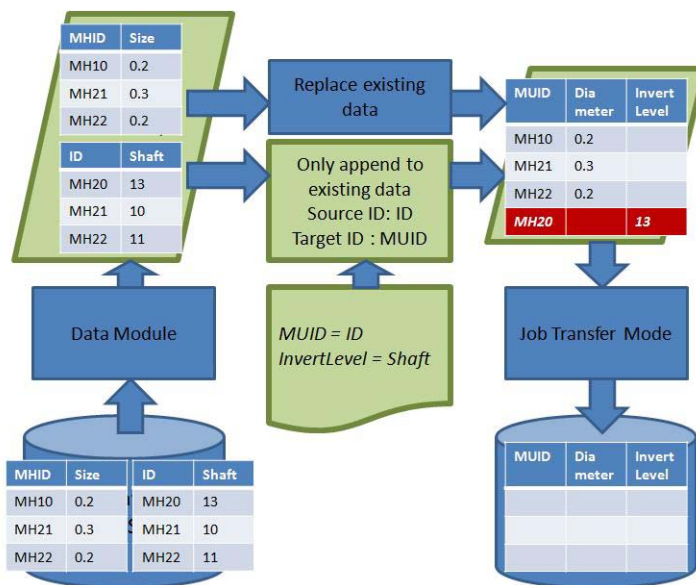 MHID Size
MH10 0.2
MH21 0.3
MH22 0.2
ID Shaft
MH20 13
MH21 10
MH22 11
Replace existing
data
Only append to
existing data
Source ID: ID
Target ID : MUID
MUID Dia
meter Invert
Level
MH10 0.2
MH21 0.3
MH22 0.2
MH20 13
Data Module
MUID = ID
InvertLevel = Shaft
Job Transfer Mode
MHID Size
MH10 0.2
MH21 0.3
MH22 0.2
ID Shaft
MH20 13
MH21 10
MH22 11
MUID Dia
meter Invert
Level